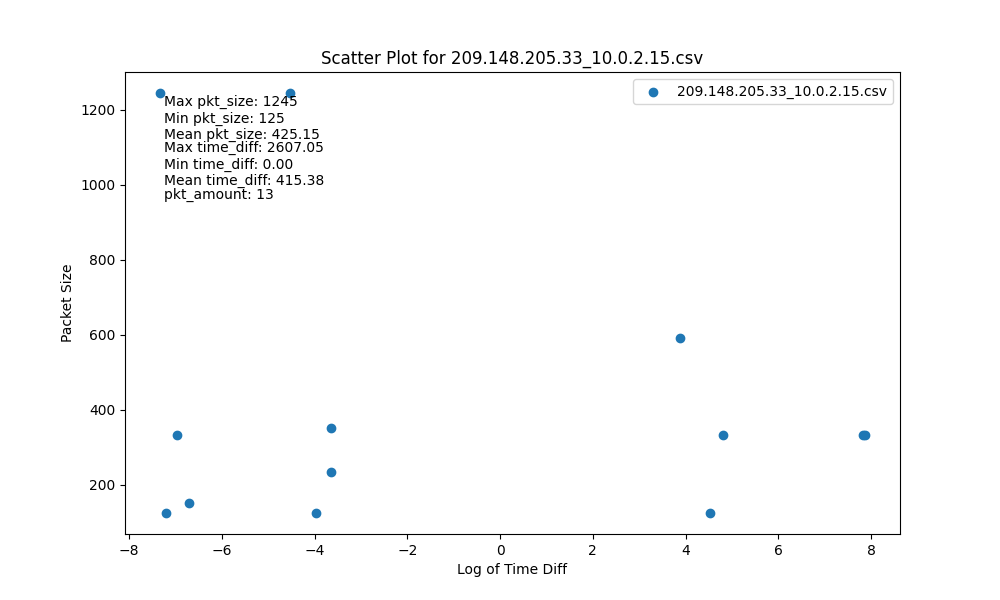 Scatter Plot for 209.148.205.33_10.0.2.15.csv
209.148.205.33_10.0.2.15.csv
Max pkt_size: 1245
Min pkt_size: 125
Mean pkt_size: 425.15
Max time_diff: 2607.05
Min time_diff: 0.00
Mean time_diff: 415.38
pkt_amount: 13
Packet Size
1200
1000
800
600
400
200
−8 −6 −4 −2 0 2 4 6 8
Log of Time Diff